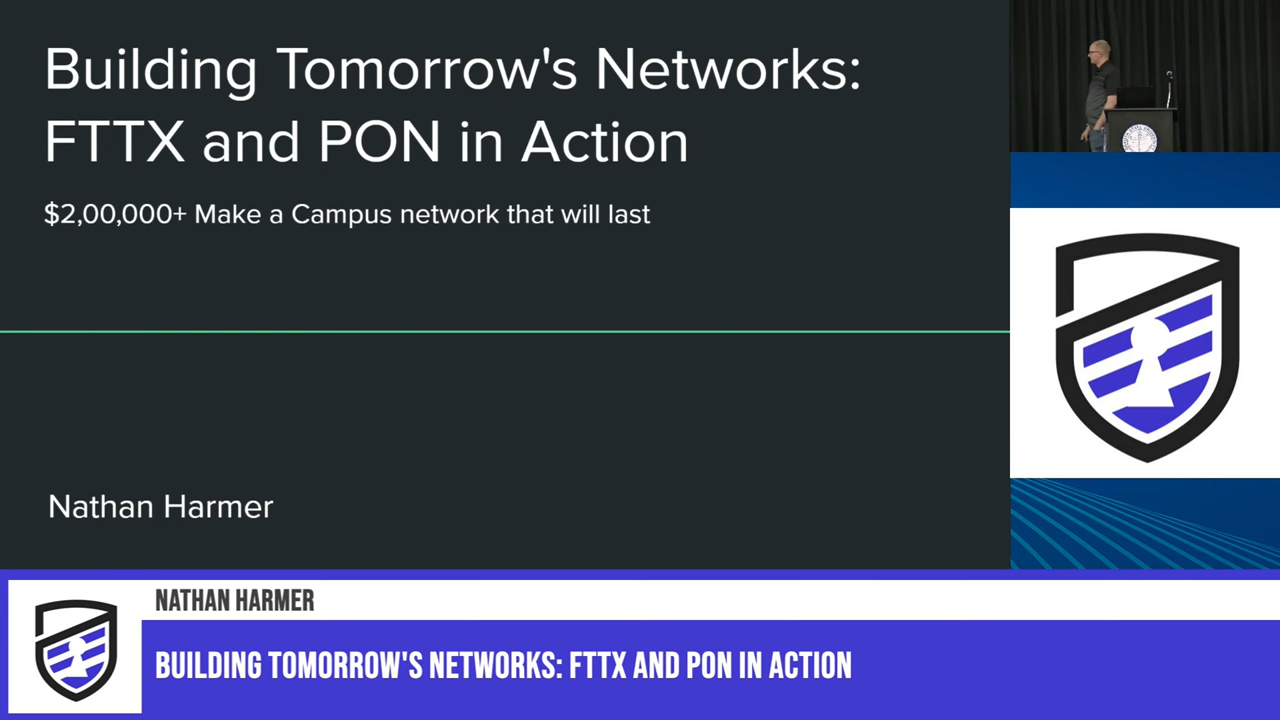 Building Tomorrow's Networks:
FTTX and PON in Action
$2,00,000+ Make a Campus network that will last
Nathan Harmer
NATHAN HARMER
BUILDING TOMORROW'S NETWORKS: FTTX AND PON IN ACTION